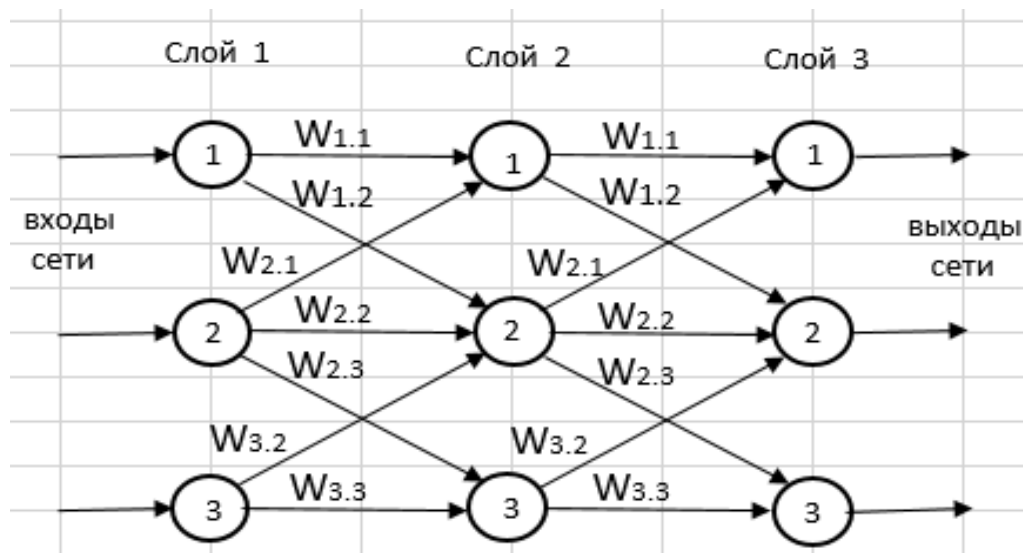 Слой 1 Слой 2 Слой 3
W1.1 W1.1
1 1 1
W1.2 W1.2
входы
сети
выходы
сети
W2.1 W2.1
W2.2 W2.2
2 2 2
W2.3 W2.3
W3.2 W3.2
W3.3 W3.3
3 3 3